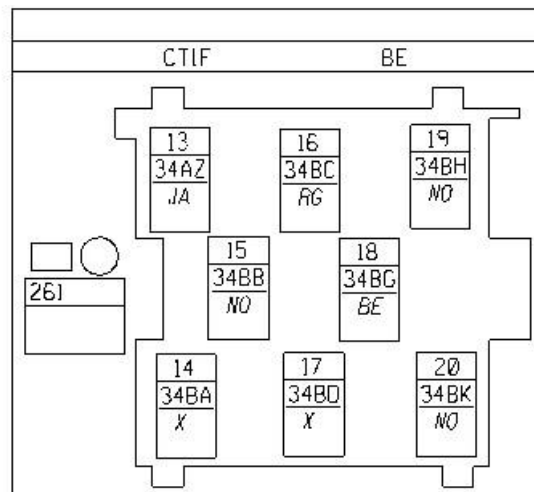 CTIF BE
13
34AZ
JA
16
34BC
RG
19
34BH
NO
15
34BB
NO
18
34BG
BE
261
14
34BA
X
17
34BD
X
20
34BK
NO